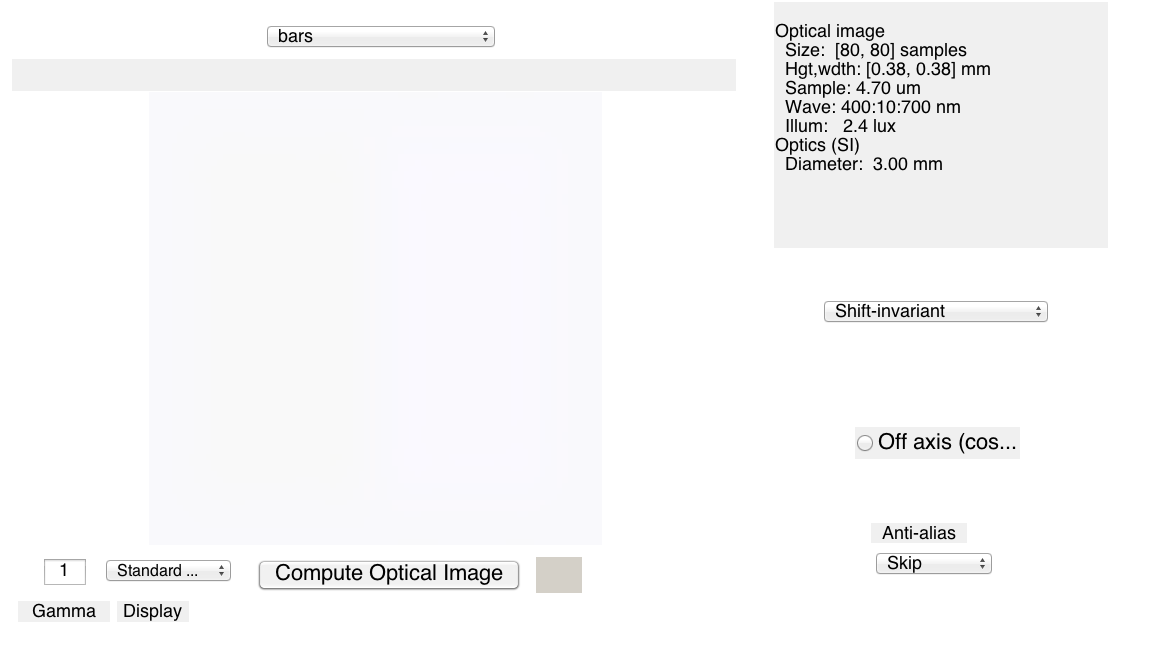 bars
Optical image
Size:  [80, 80] samples
Hgt,wdth: [0.38, 0.38] mm
Sample: 4.70 um
Wave: 400:10:700 nm
Illum:   2.4 lux
Optics (SI)
Diameter:  3.00 mm
Shift-invariant
Off axis (cos...
Anti-alias
Skip
1
Standard ...
Compute Optical Image
Gamma
Display